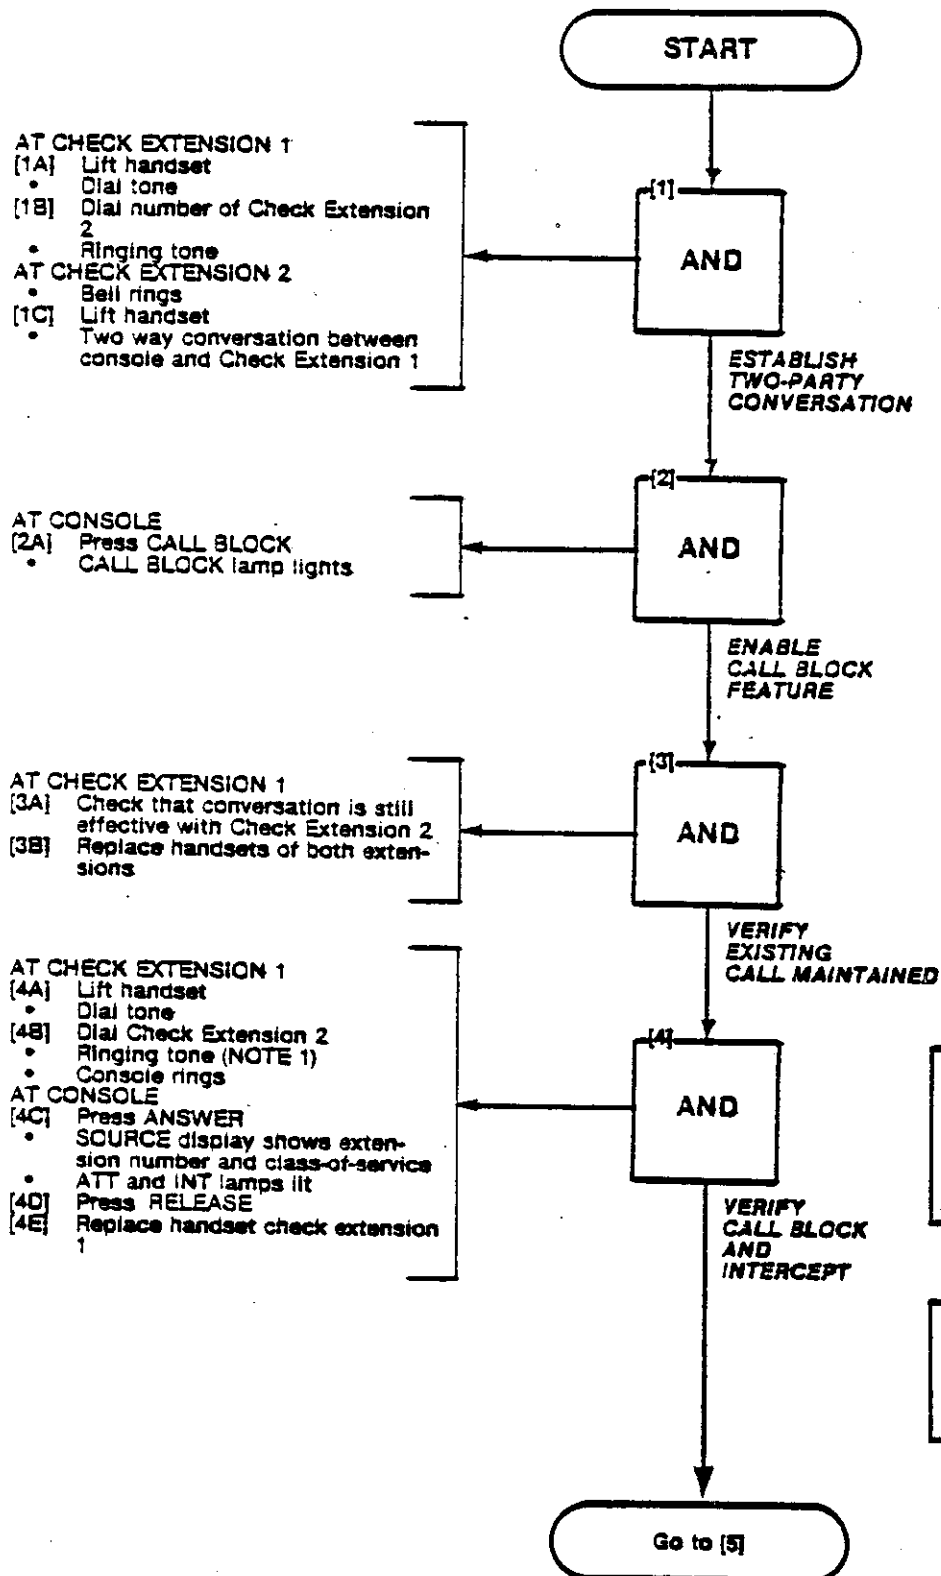 START
AT CHECK EXTENSION 1
[1A] Lift handset
• Dial tone
[1B] Dial number of Check Extension
2
• Ringing tone
AT CHECK EXTENSION 2
• Bell rings
[1C] Lift handset
• Two way conversation between
console and Check Extension 1
[1]
AND
ESTABLISH
TWO-PARTY
CONVERSATION
AT CONSOLE
[2A] Press CALL BLOCK
• CALL BLOCK lamp lights
[2]
AND
ENABLE
CALL BLOCK
FEATURE
AT CHECK EXTENSION 1
[3A] Check that conversation is still
effective with Check Extension 2
[3B] Replace handsets of both exten-
sions
[3]
AND
VERIFY
EXISTING
CALL MAINTAINED
AT CHECK EXTENSION 1
[4A] Lift handset
• Dial tone
[4B] Dial Check Extension 2
• Ringing tone (NOTE 1)
• Console rings
AT CONSOLE
[4C] Press ANSWER
• SOURCE display shows exten-
sion number and class-of-service
• ATT and INT lamps lit
[4D] Press RELEASE
[4E] Replace handset check extension
1
[4]
AND
VERIFY
CALL BLOCK
AND
INTERCEPT
Go to [5]